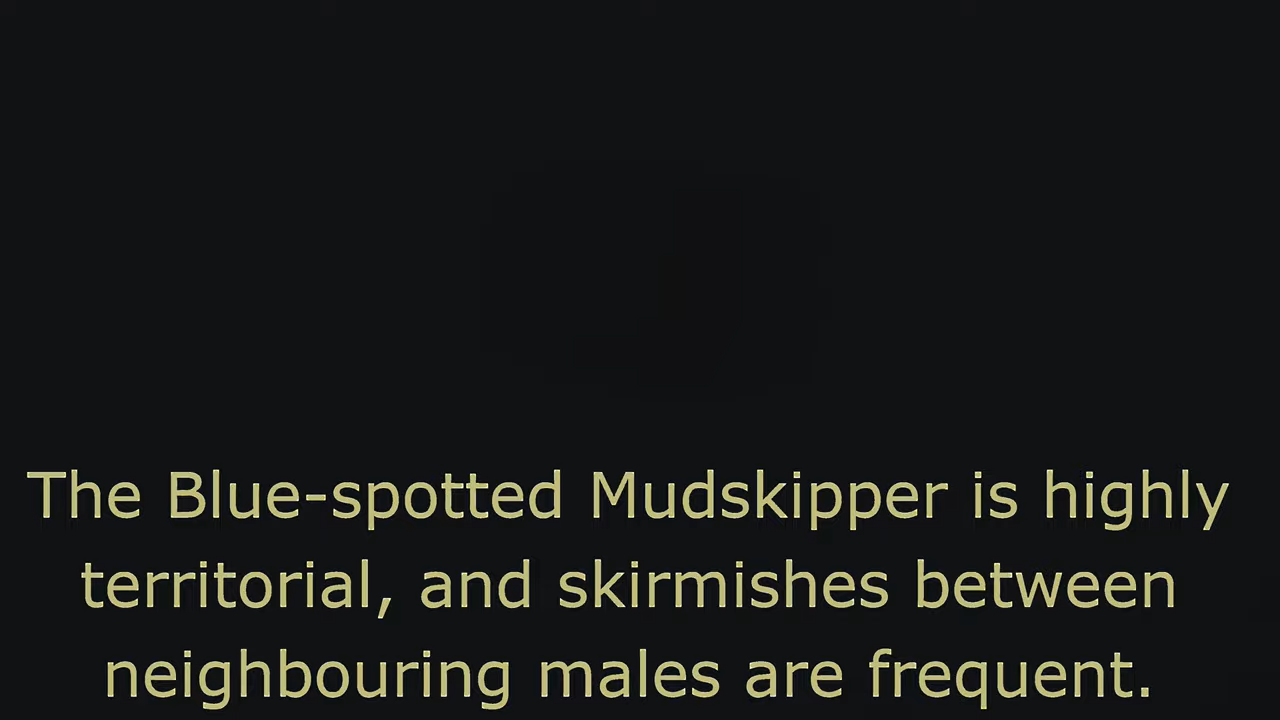 The Blue-spotted Mudskipper is highly
territorial, and skirmishes between
neighbouring males are frequent.